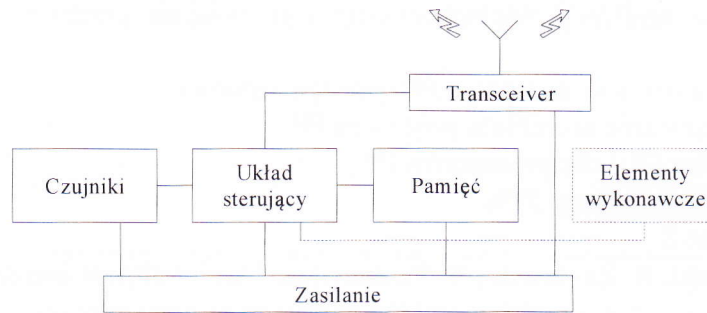 Transceiver
Czujniki
Układ
sterujący
Pamięć
Elementy
wykonawcze
Zasilanie